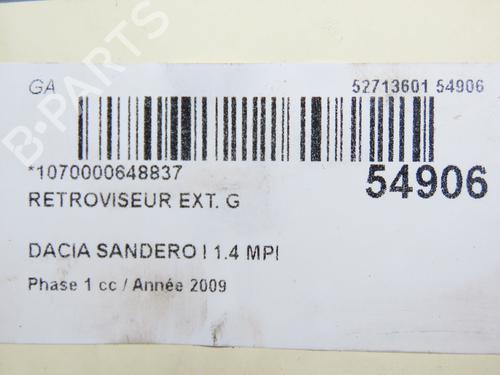 GA 52713601 54906
*1070000648837 54906
RETROVISEUR EXT. G
DACIA SANDERO I 1.4 MPI
Phase 1 cc / Année 2009
B-PARTS